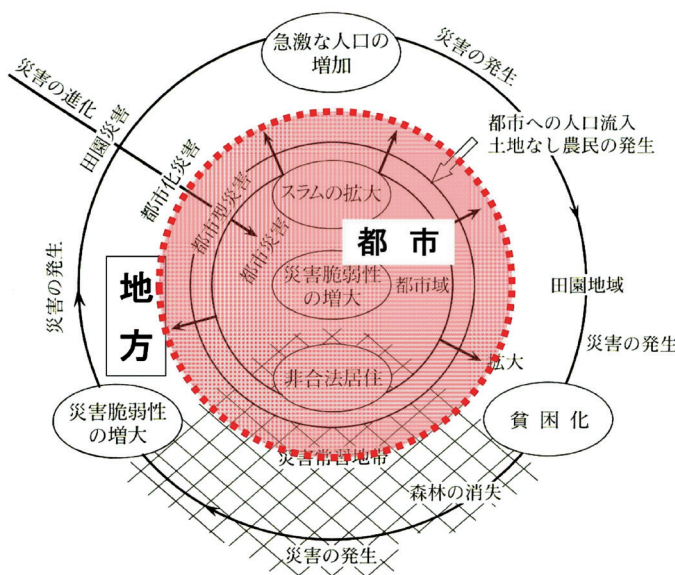 急激な人口の
増加
災害の発生
災害の進化
田園災害
都市化災害
都市型災害
都市災害
都市への人口流入
土地なし農民の発生
スラムの拡大
都 市
災害脆弱性
の増大
都市域
地
方
災害の発生
田園地域
災害の発生
拡大
非合法居住
災害脆弱性
の増大
貧 困 化
災害常習地帯
森林の消失
災害の発生